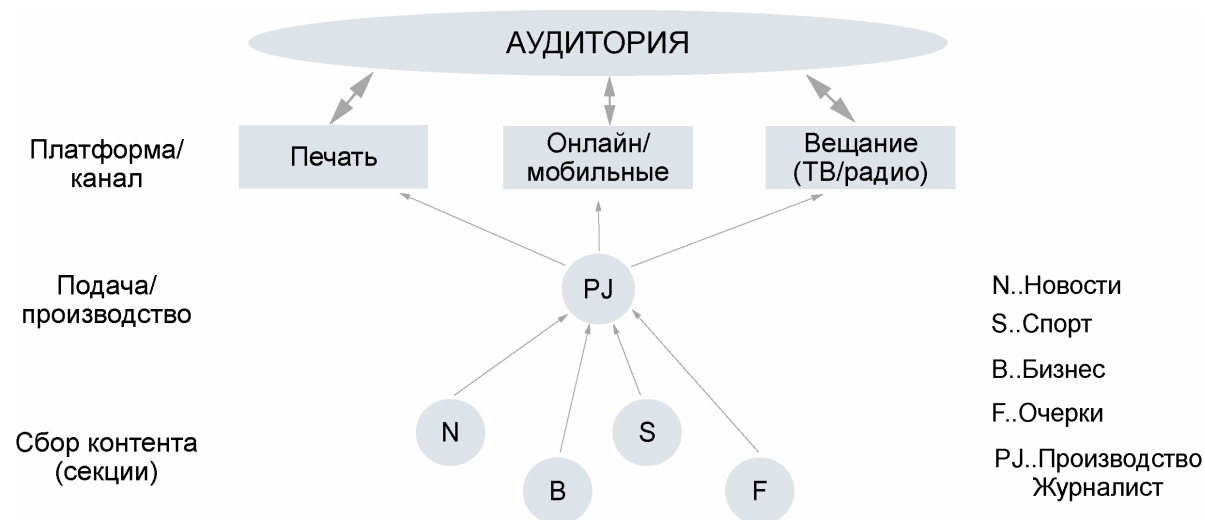 АУДИТОРИЯ
Платформа/
канал
Печать
Онлайн/
мобильные
Вещание
(ТВ/радио)
Подача/
производство
PJ
N..Новости
S..Спорт
B..Бизнес
F..Очерки
PJ..Производство
Журналист
Сбор контента
(секции)
N
S
B
F